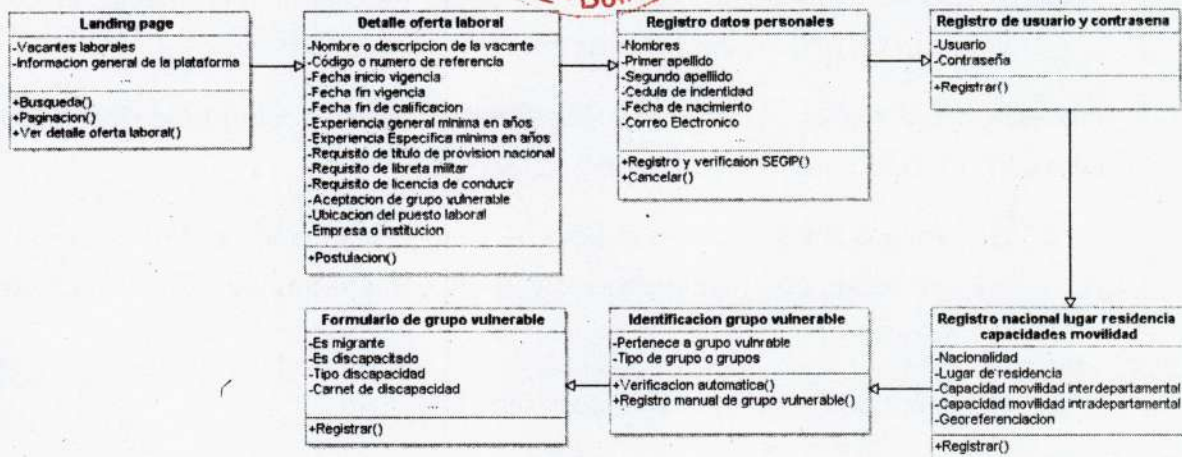 Landing page
-Vacantes laborales
-Informacion general de la plataforma
+Busqueda()
+Paginacion()
+Ver detalle oferta laboral()
Detalle oferta laboral
-Nombre o descripcion de la vacante
-Código o numero de referencia
-Fecha inicio vigencia
-Fecha fin vigencia
-Fecha fin de calificacion
-Experiencia general minima en años
-Experiencia Especifica minima en años
-Requisito de titulo de provision nacional
-Requisito de libreta militar
-Requisito de licencia de conducir
-Aceptacion de grupo vulnerable
-Ubicacion del puesto laboral
-Empresa o institucion
+Postulacion()
Registro datos personales
-Nombres
-Primer apellido
-Segundo apelliido
-Cedula de indentidad
-Fecha de nacimiento
-Correo Electronico
+Registro y verificaion SEGIP()
+Cancelar()
Registro de usuario y contrasena
-Usuario
-Contraseña
+Registrar()
Formulario de grupo vulnerable
-Es migrante
-Es discapacitado
-Tipo discapacidad
-Carnet de discapacidad
+Registrar()
Identificacion grupo vulnerable
-Pertenece a grupo vulnrable
-Tipo de grupo o grupos
+Verificacion automatica()
+Registro manual de grupo vulnerable()
Registro nacional lugar residencia
capacidades movilidad
-Nacionalidad
-Lugar de residencia
-Capacidad movilidad interdepartamental
-Capacidad movilidad intradepartamental
-Georeferenciacion
+Registrar()